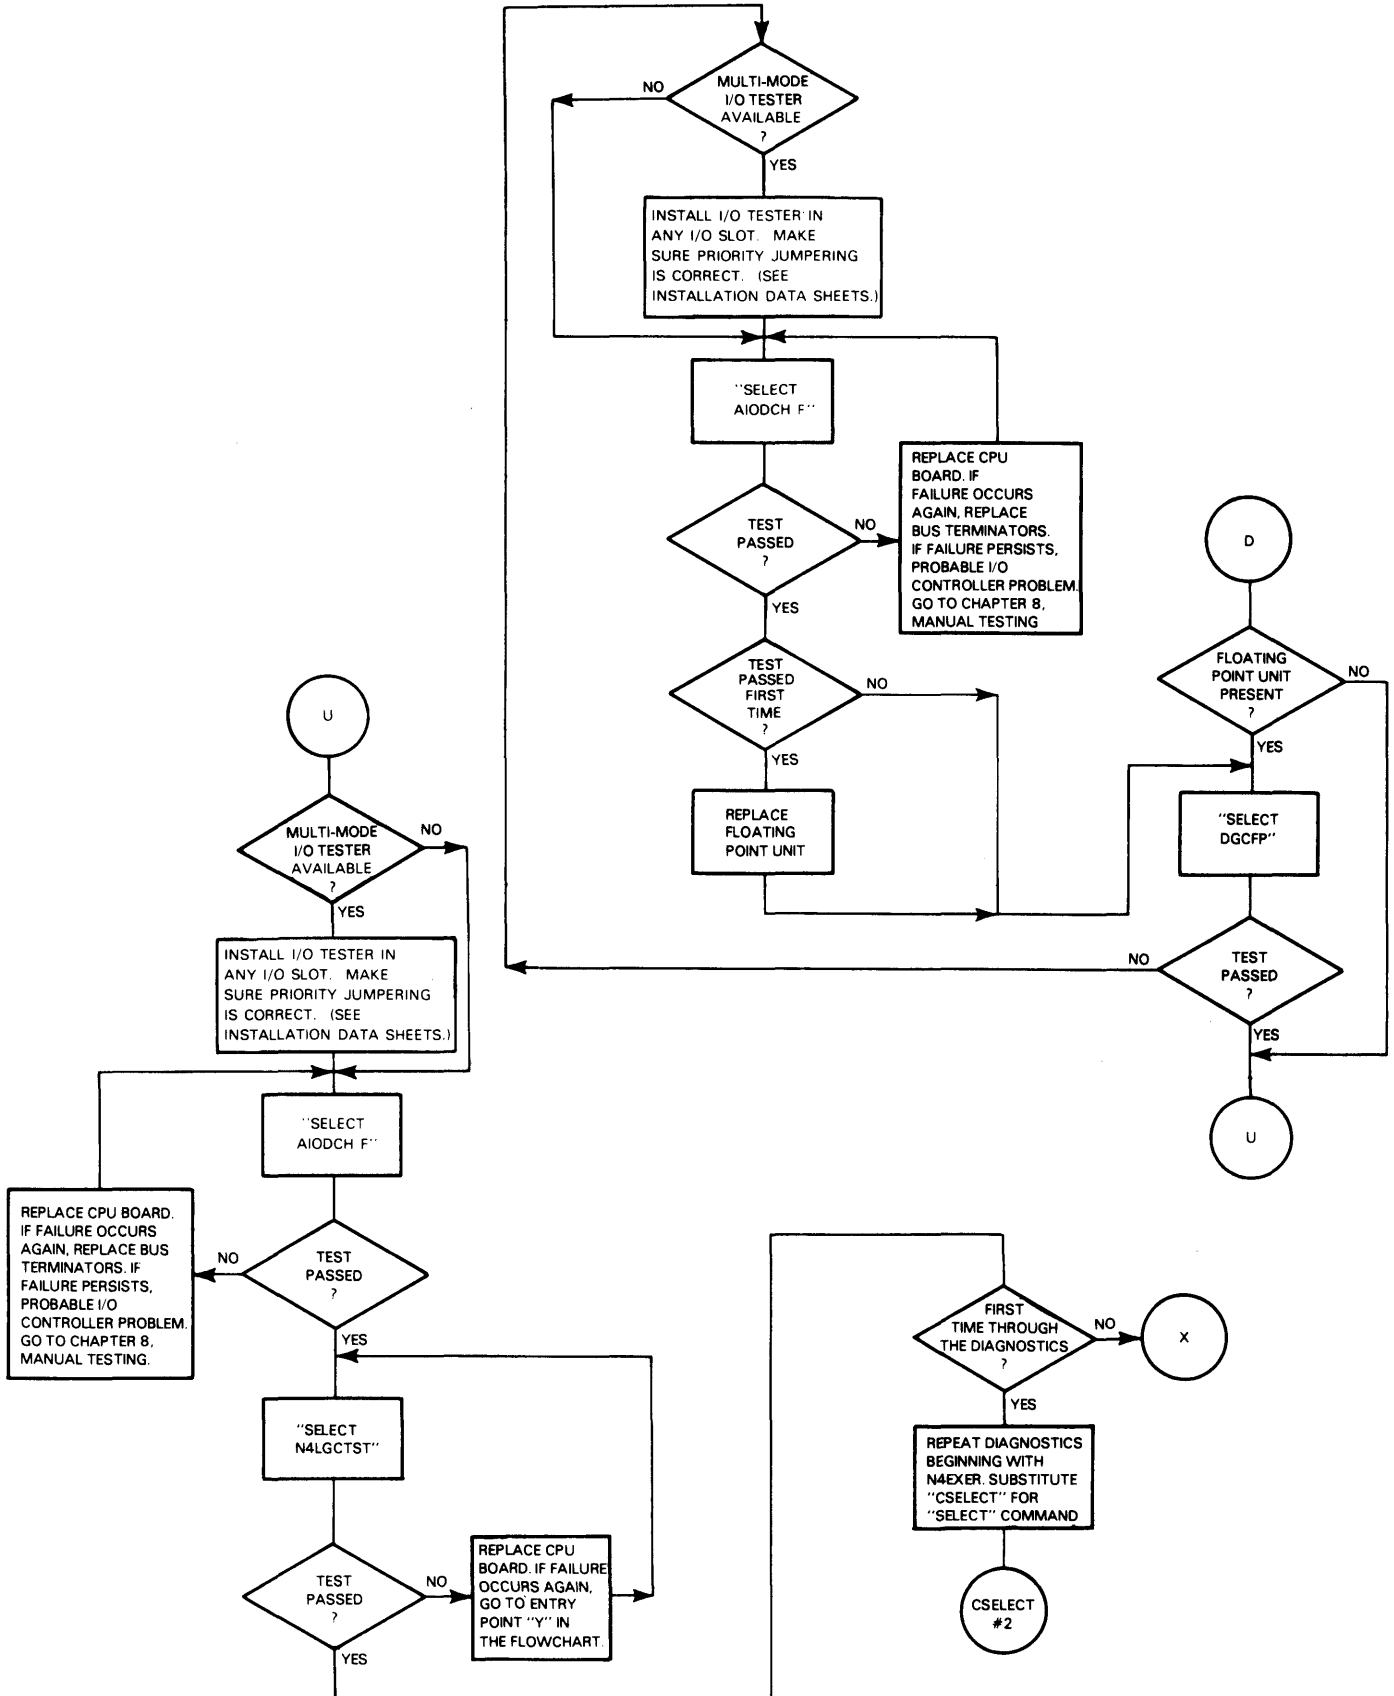 MULTI-MODE
I/O TESTER
AVAILABLE
?
NO
YES
INSTALL I/O TESTER IN
ANY I/O SLOT. MAKE
SURE PRIORITY JUMPERING
IS CORRECT. (SEE
INSTALLATION DATA SHEETS.)
"SELECT
AIODCH F"
TEST
PASSED
?
NO
REPLACE CPU
BOARD. IF
FAILURE OCCURS
AGAIN, REPLACE
BUS TERMINATORS.
IF FAILURE PERSISTS,
PROBABLE I/O
CONTROLLER PROBLEM.
GO TO CHAPTER 8,
MANUAL TESTING
YES
TEST
PASSED
FIRST
TIME
?
NO
YES
REPLACE
FLOATING
POINT UNIT
D
FLOATING
POINT UNIT
PRESENT
?
NO
YES
"SELECT
DGCFP"
TEST
PASSED
?
NO
YES
U
U
MULTI-MODE
I/O TESTER
AVAILABLE
?
NO
YES
INSTALL I/O TESTER IN
ANY I/O SLOT. MAKE
SURE PRIORITY JUMPERING
IS CORRECT. (SEE
INSTALLATION DATA SHEETS.)
"SELECT
AIODCH F"
TEST
PASSED
?
NO
REPLACE CPU BOARD.
IF FAILURE OCCURS
AGAIN, REPLACE BUS
TERMINATORS. IF
FAILURE PERSISTS,
PROBABLE I/O
CONTROLLER PROBLEM.
GO TO CHAPTER 8,
MANUAL TESTING.
YES
"SELECT
N4LGCTST"
TEST
PASSED
?
NO
REPLACE CPU
BOARD. IF FAILURE
OCCURS AGAIN,
GO TO ENTRY
POINT "Y" IN
THE FLOWCHART.
YES
FIRST
TIME THROUGH
THE DIAGNOSTICS
?
NO
X
YES
REPEAT DIAGNOSTICS
BEGINNING WITH
N4EXER. SUBSTITUTE
"CSELECT" FOR
"SELECT" COMMAND
CSELECT
#2